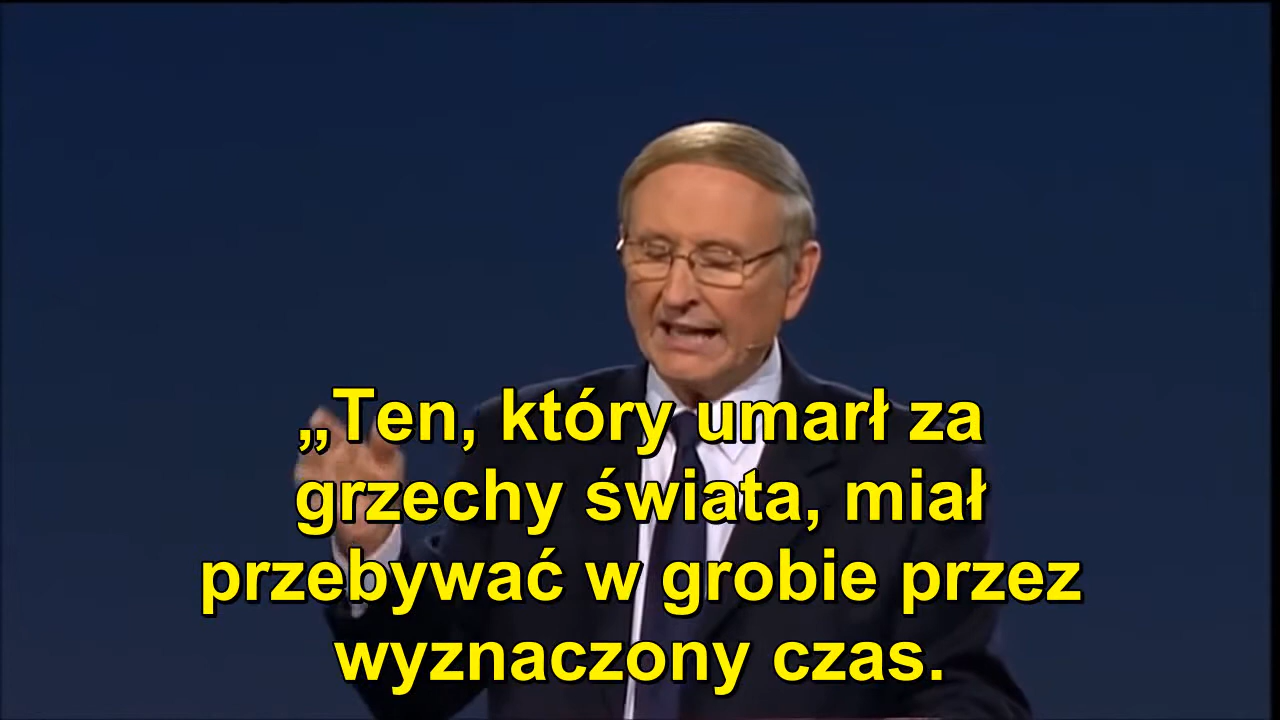 „Ten, który umarł za
grzechy świata, miał
przebywać w grobie przez
wyznaczony czas.